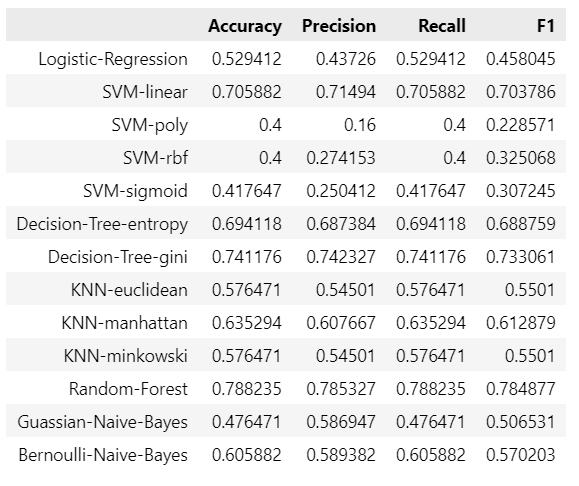 Accuracy Precision Recall F1
Logistic-Regression 0.529412 0.43726 0.529412 0.458045
SVM-linear 0.705882 0.71494 0.705882 0.703786
SVM-poly 0.4 0.16 0.4 0.228571
SVM-rbf 0.4 0.274153 0.4 0.325068
SVM-sigmoid 0.417647 0.250412 0.417647 0.307245
Decision-Tree-entropy 0.694118 0.687384 0.694118 0.688759
Decision-Tree-gini 0.741176 0.742327 0.741176 0.733061
KNN-euclidean 0.576471 0.54501 0.576471 0.5501
KNN-manhattan 0.635294 0.607667 0.635294 0.612879
KNN-minkowski 0.576471 0.54501 0.576471 0.5501
Random-Forest 0.788235 0.785327 0.788235 0.784877
Guassian-Naive-Bayes 0.476471 0.586947 0.476471 0.506531
Bernoulli-Naive-Bayes 0.605882 0.589382 0.605882 0.570203